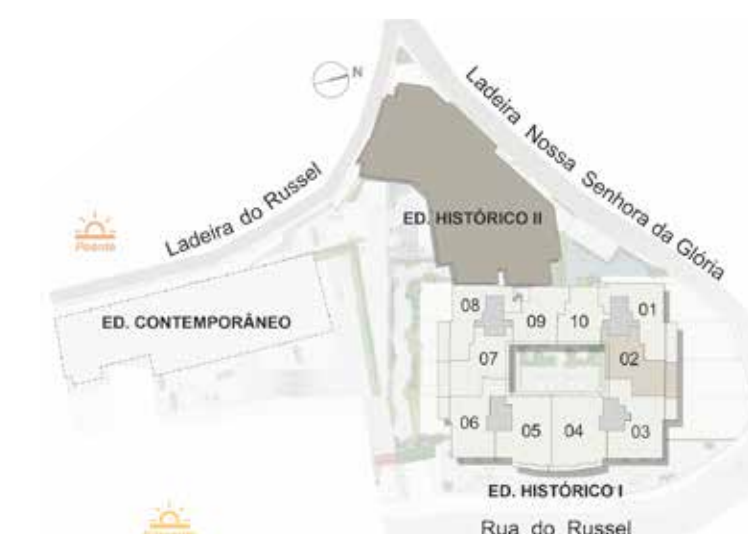 N
Ladeira Nossa Senhora da Glória
Ladeira do Russel
Poente
ED. HISTÓRICO II
ED. CONTEMPORÂNEO
08
09
10
01
07
02
06
05
04
03
ED. HISTÓRICO I
Rua do Russel